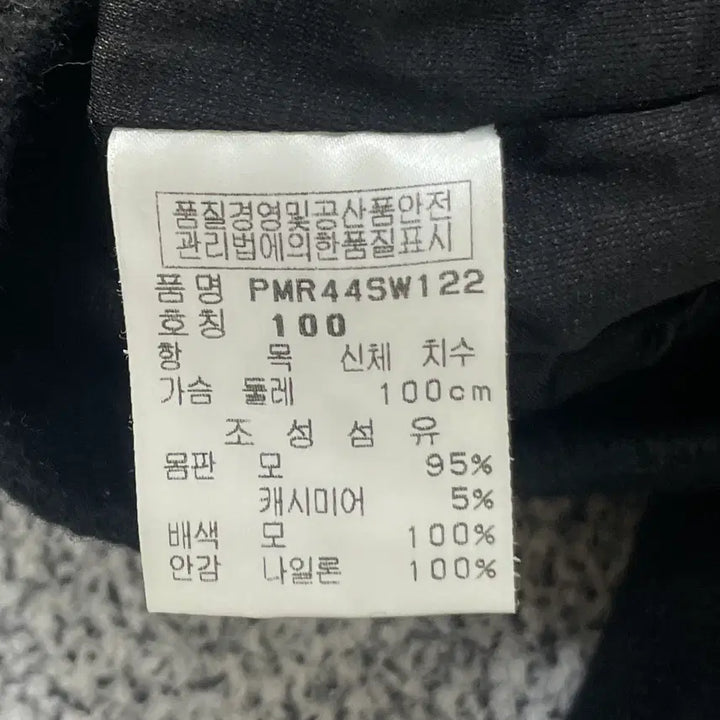 품질경영및공산품안전
관리법에의한품질표시
품 명 PMR44SW122
호칭 100
항 목 신체 치수
가슴 둘레 100cm
조 성 섬 유
몸판 모 95%
캐시미어 5%
배색 모 100%
안감 나일론 100%